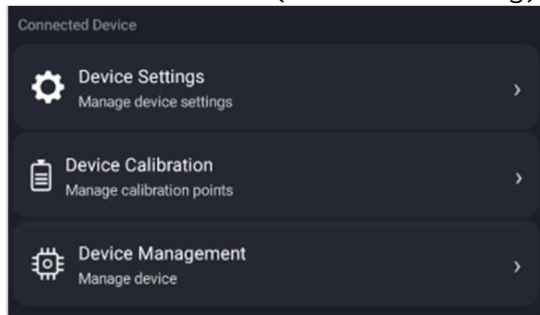 Connected Device
Device Settings
Manage device settings
Device Calibration
Manage calibration points
Device Management
Manage device